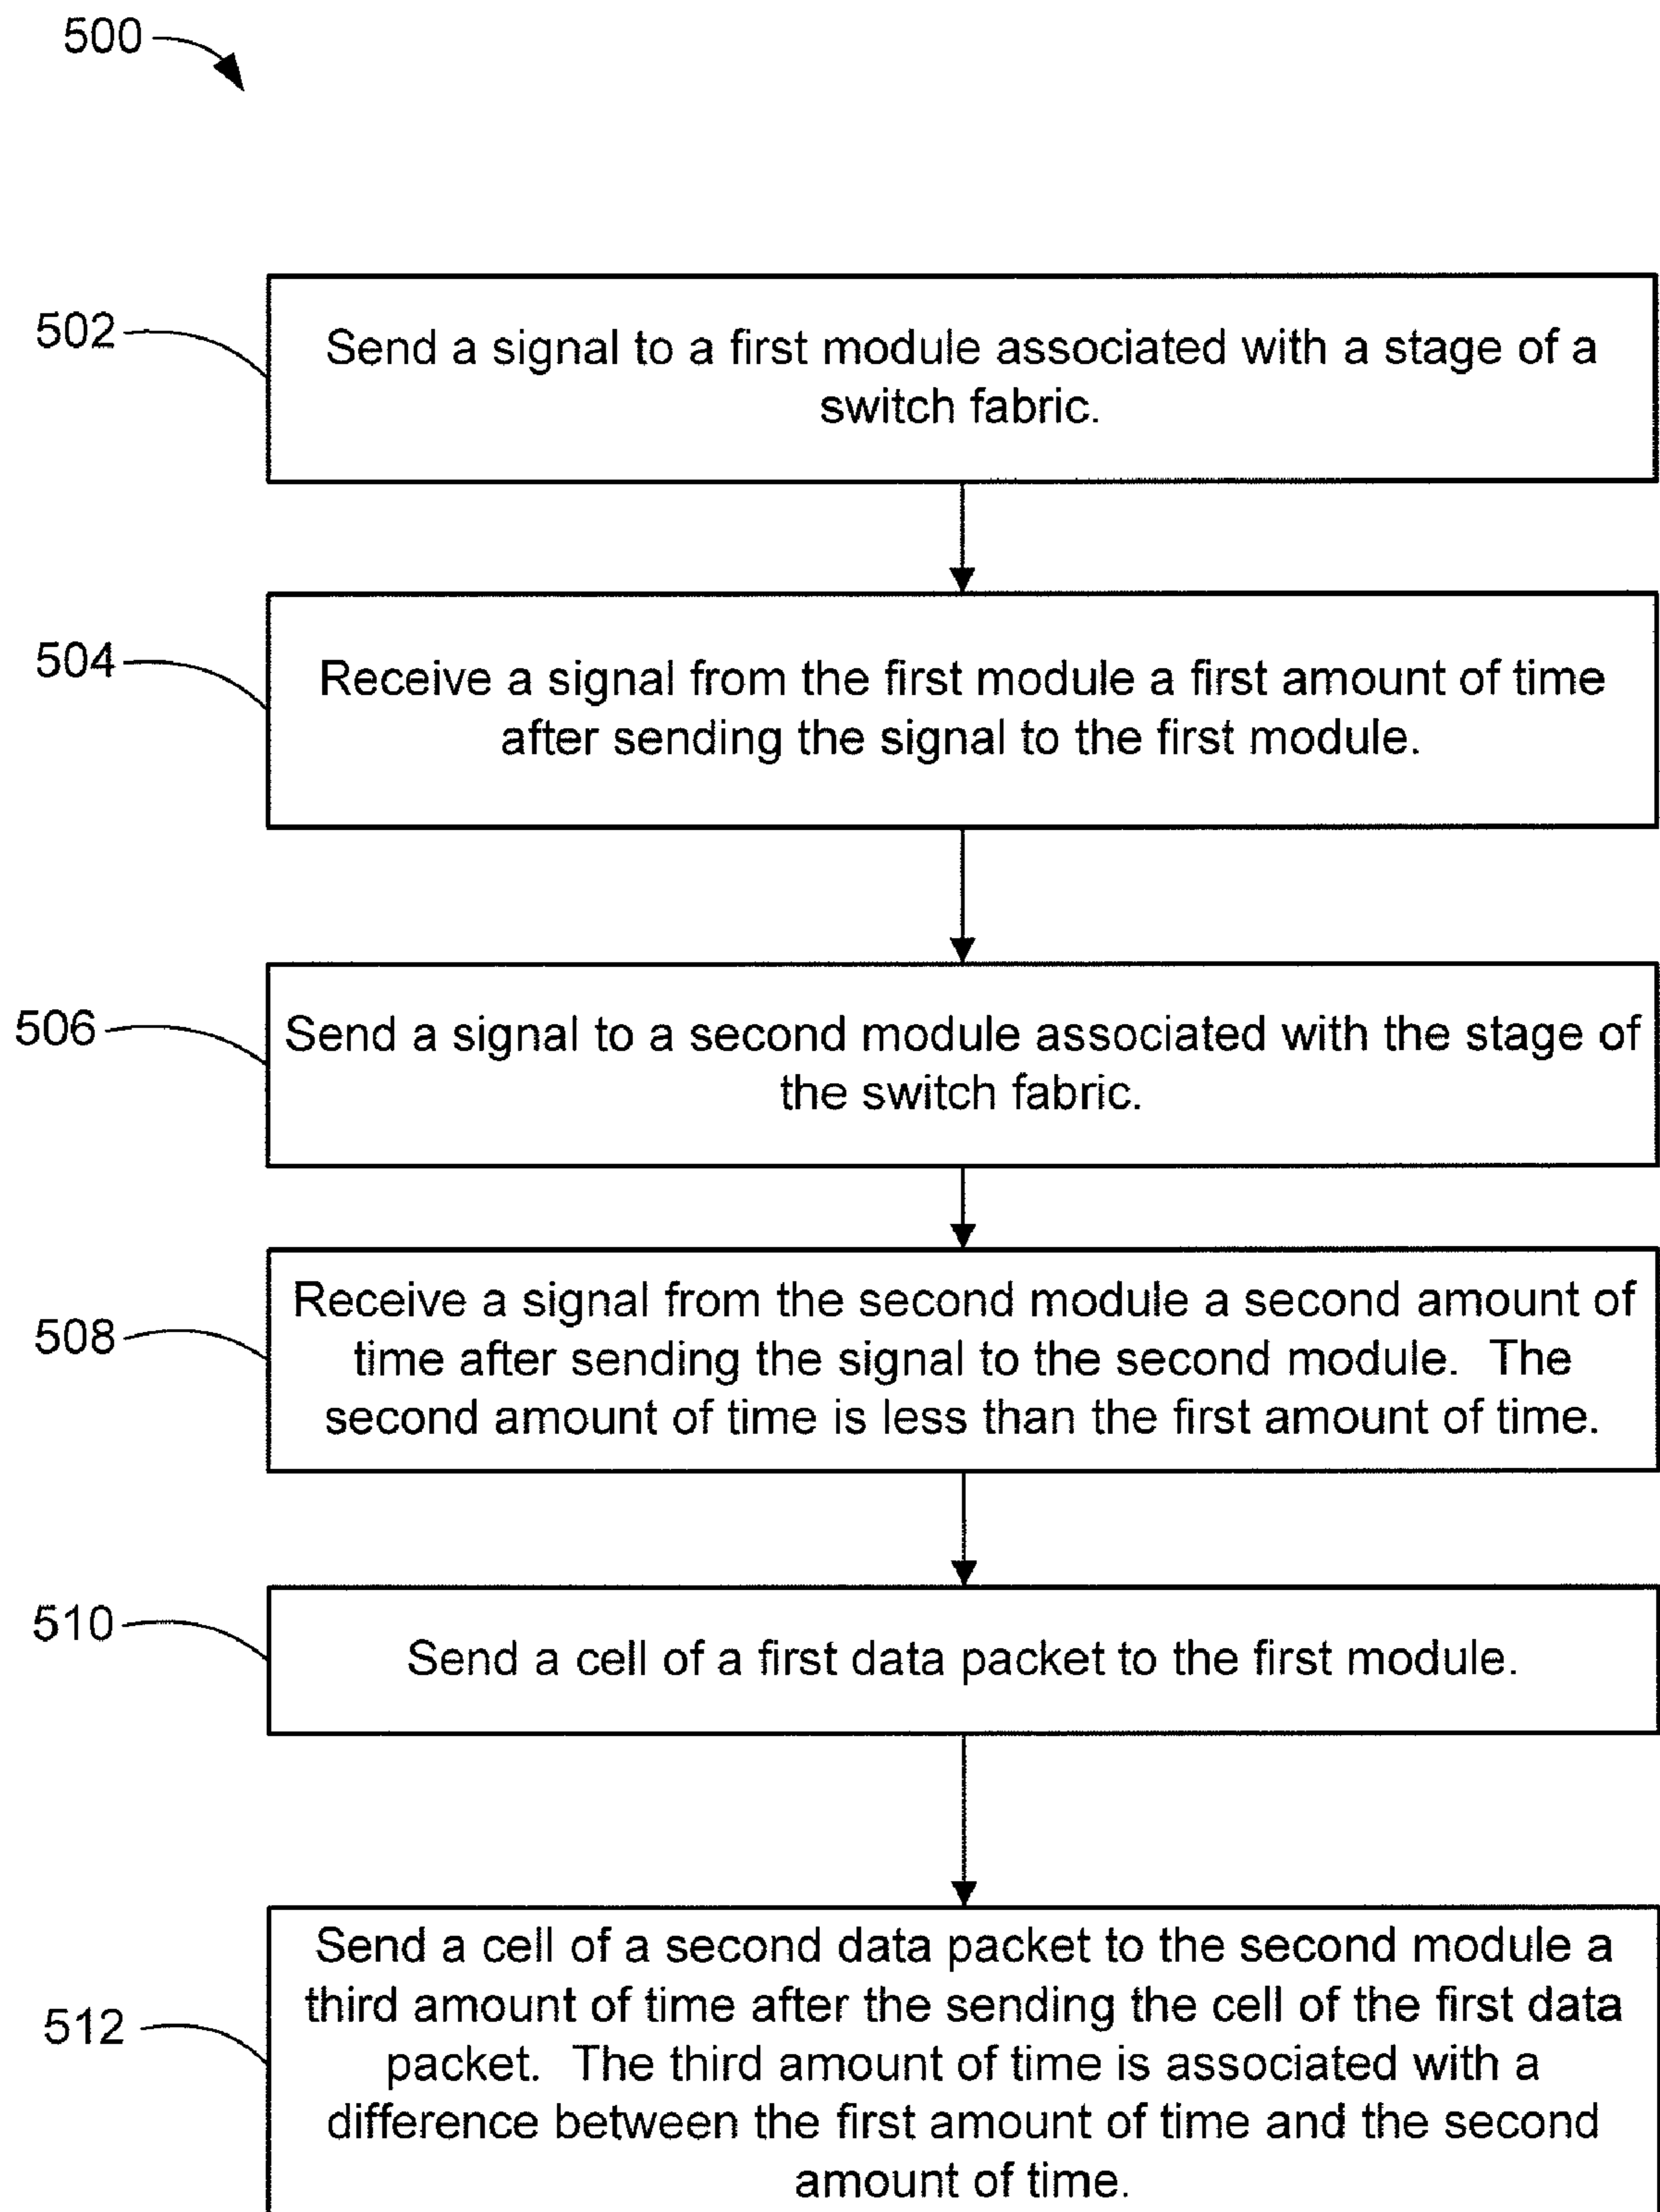 500
502
Send a signal to a first module associated with a stage of a
switch fabric.
504
Receive a signal from the first module a first amount of time
after sending the signal to the first module.
506
Send a signal to a second module associated with the stage of
the switch fabric.
508
Receive a signal from the second module a second amount of
time after sending the signal to the second module.  The
second amount of time is less than the first amount of time.
510
Send a cell of a first data packet to the first module.
512
Send a cell of a second data packet to the second module a
third amount of time after the sending the cell of the first data
packet.  The third amount of time is associated with a
difference between the first amount of time and the second
amount of time.